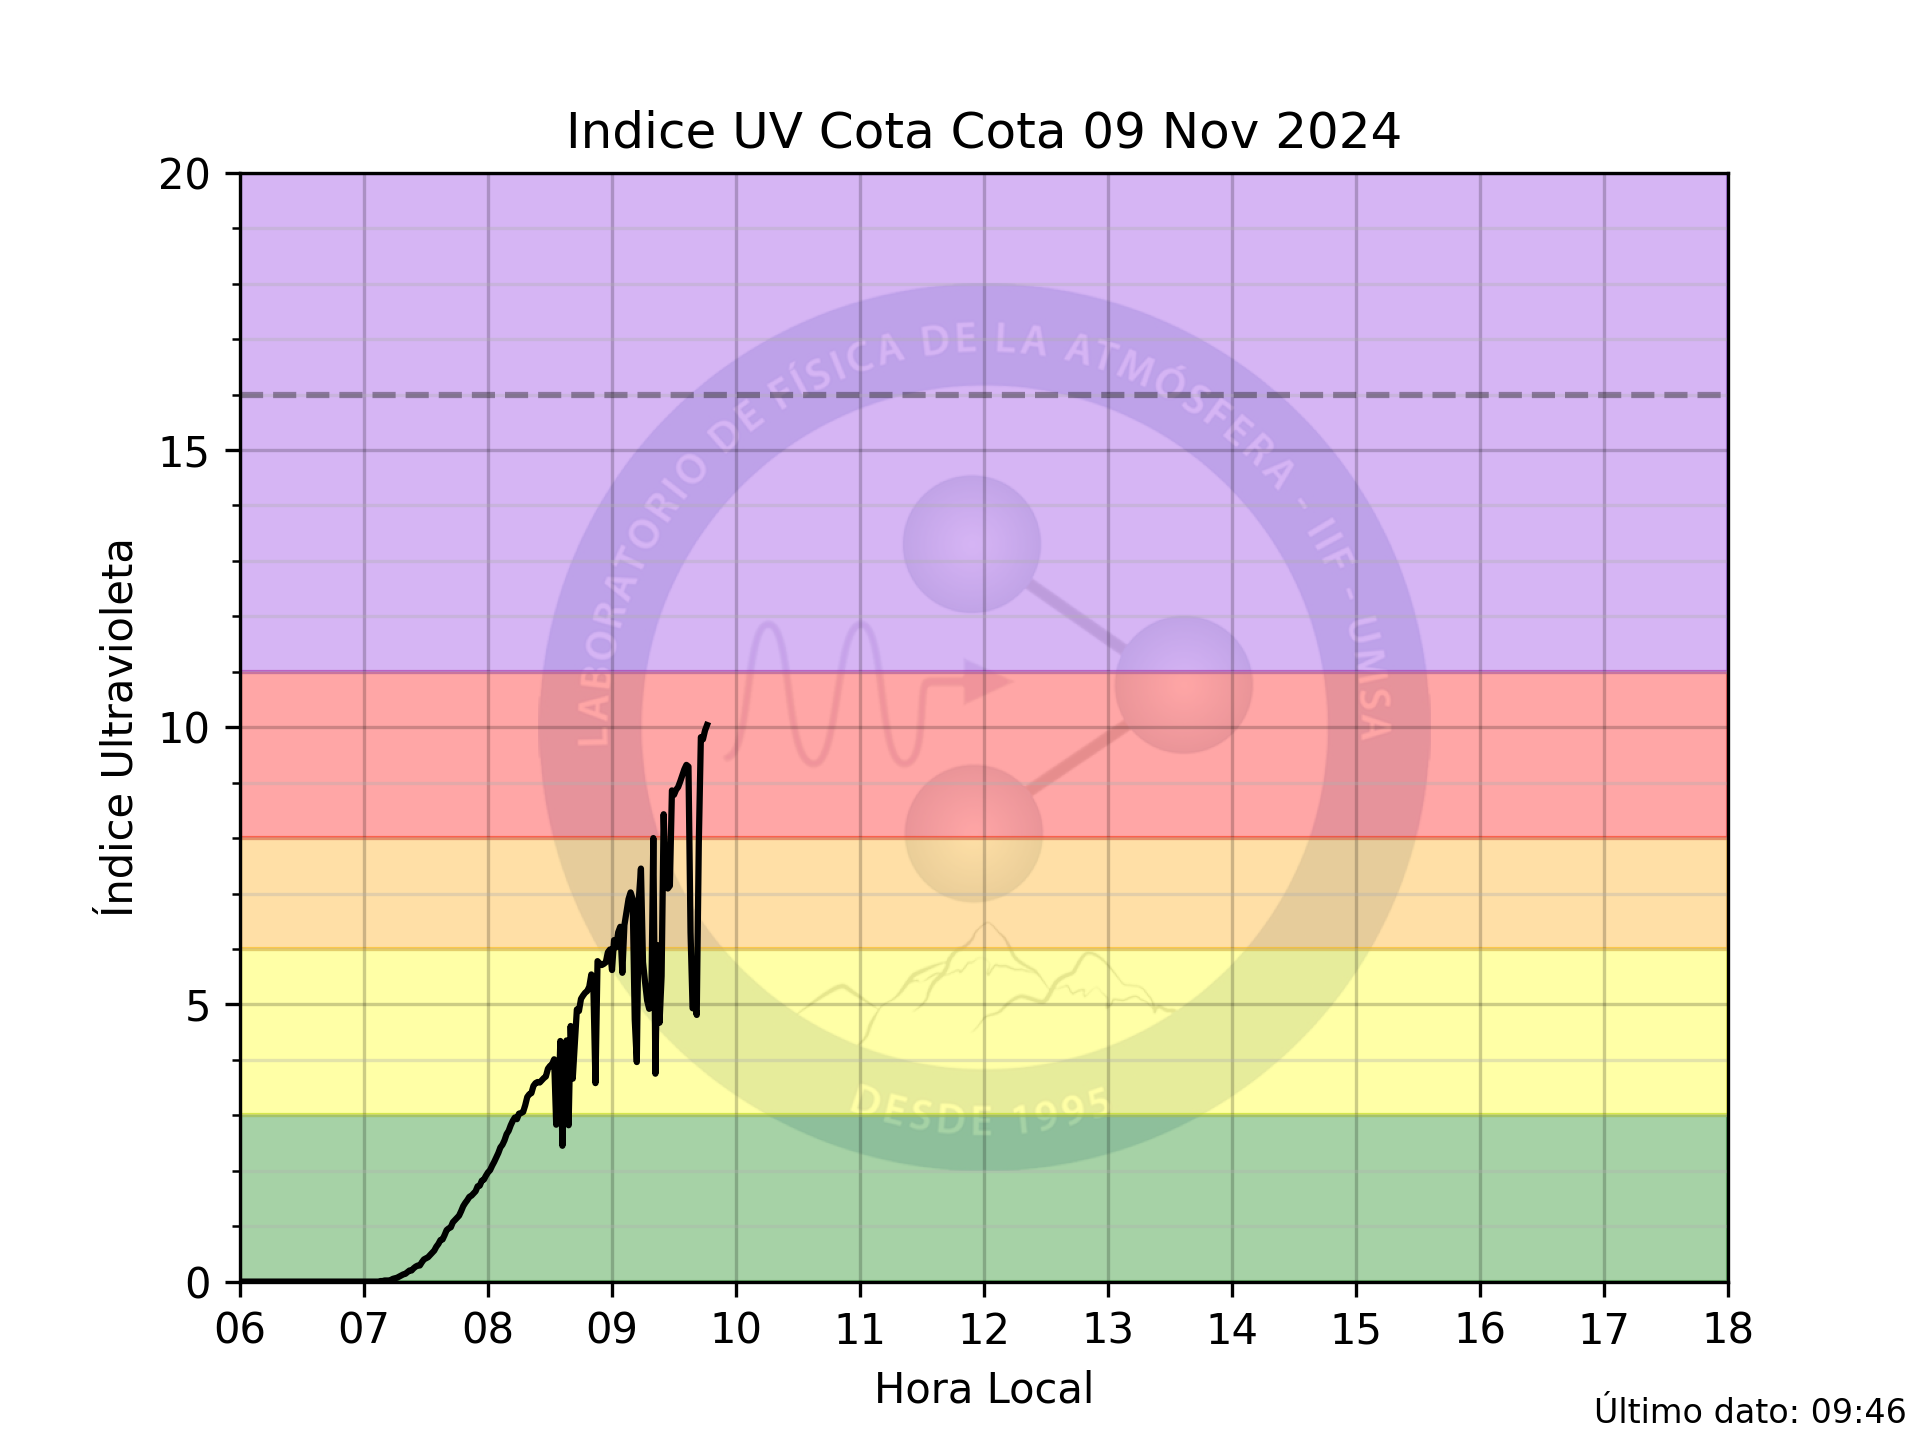 Indice UV Cota Cota 09 Nov 2024
20
15
10
5
0
Índice Ultravioleta
LABORATORIO DE FÍSICA DE LA ATMÓSFERA - IIF - UMSA
DESDE 1995
06 07 08 09 10 11 12 13 14 15 16 17 18
Hora Local
Último dato: 09:46